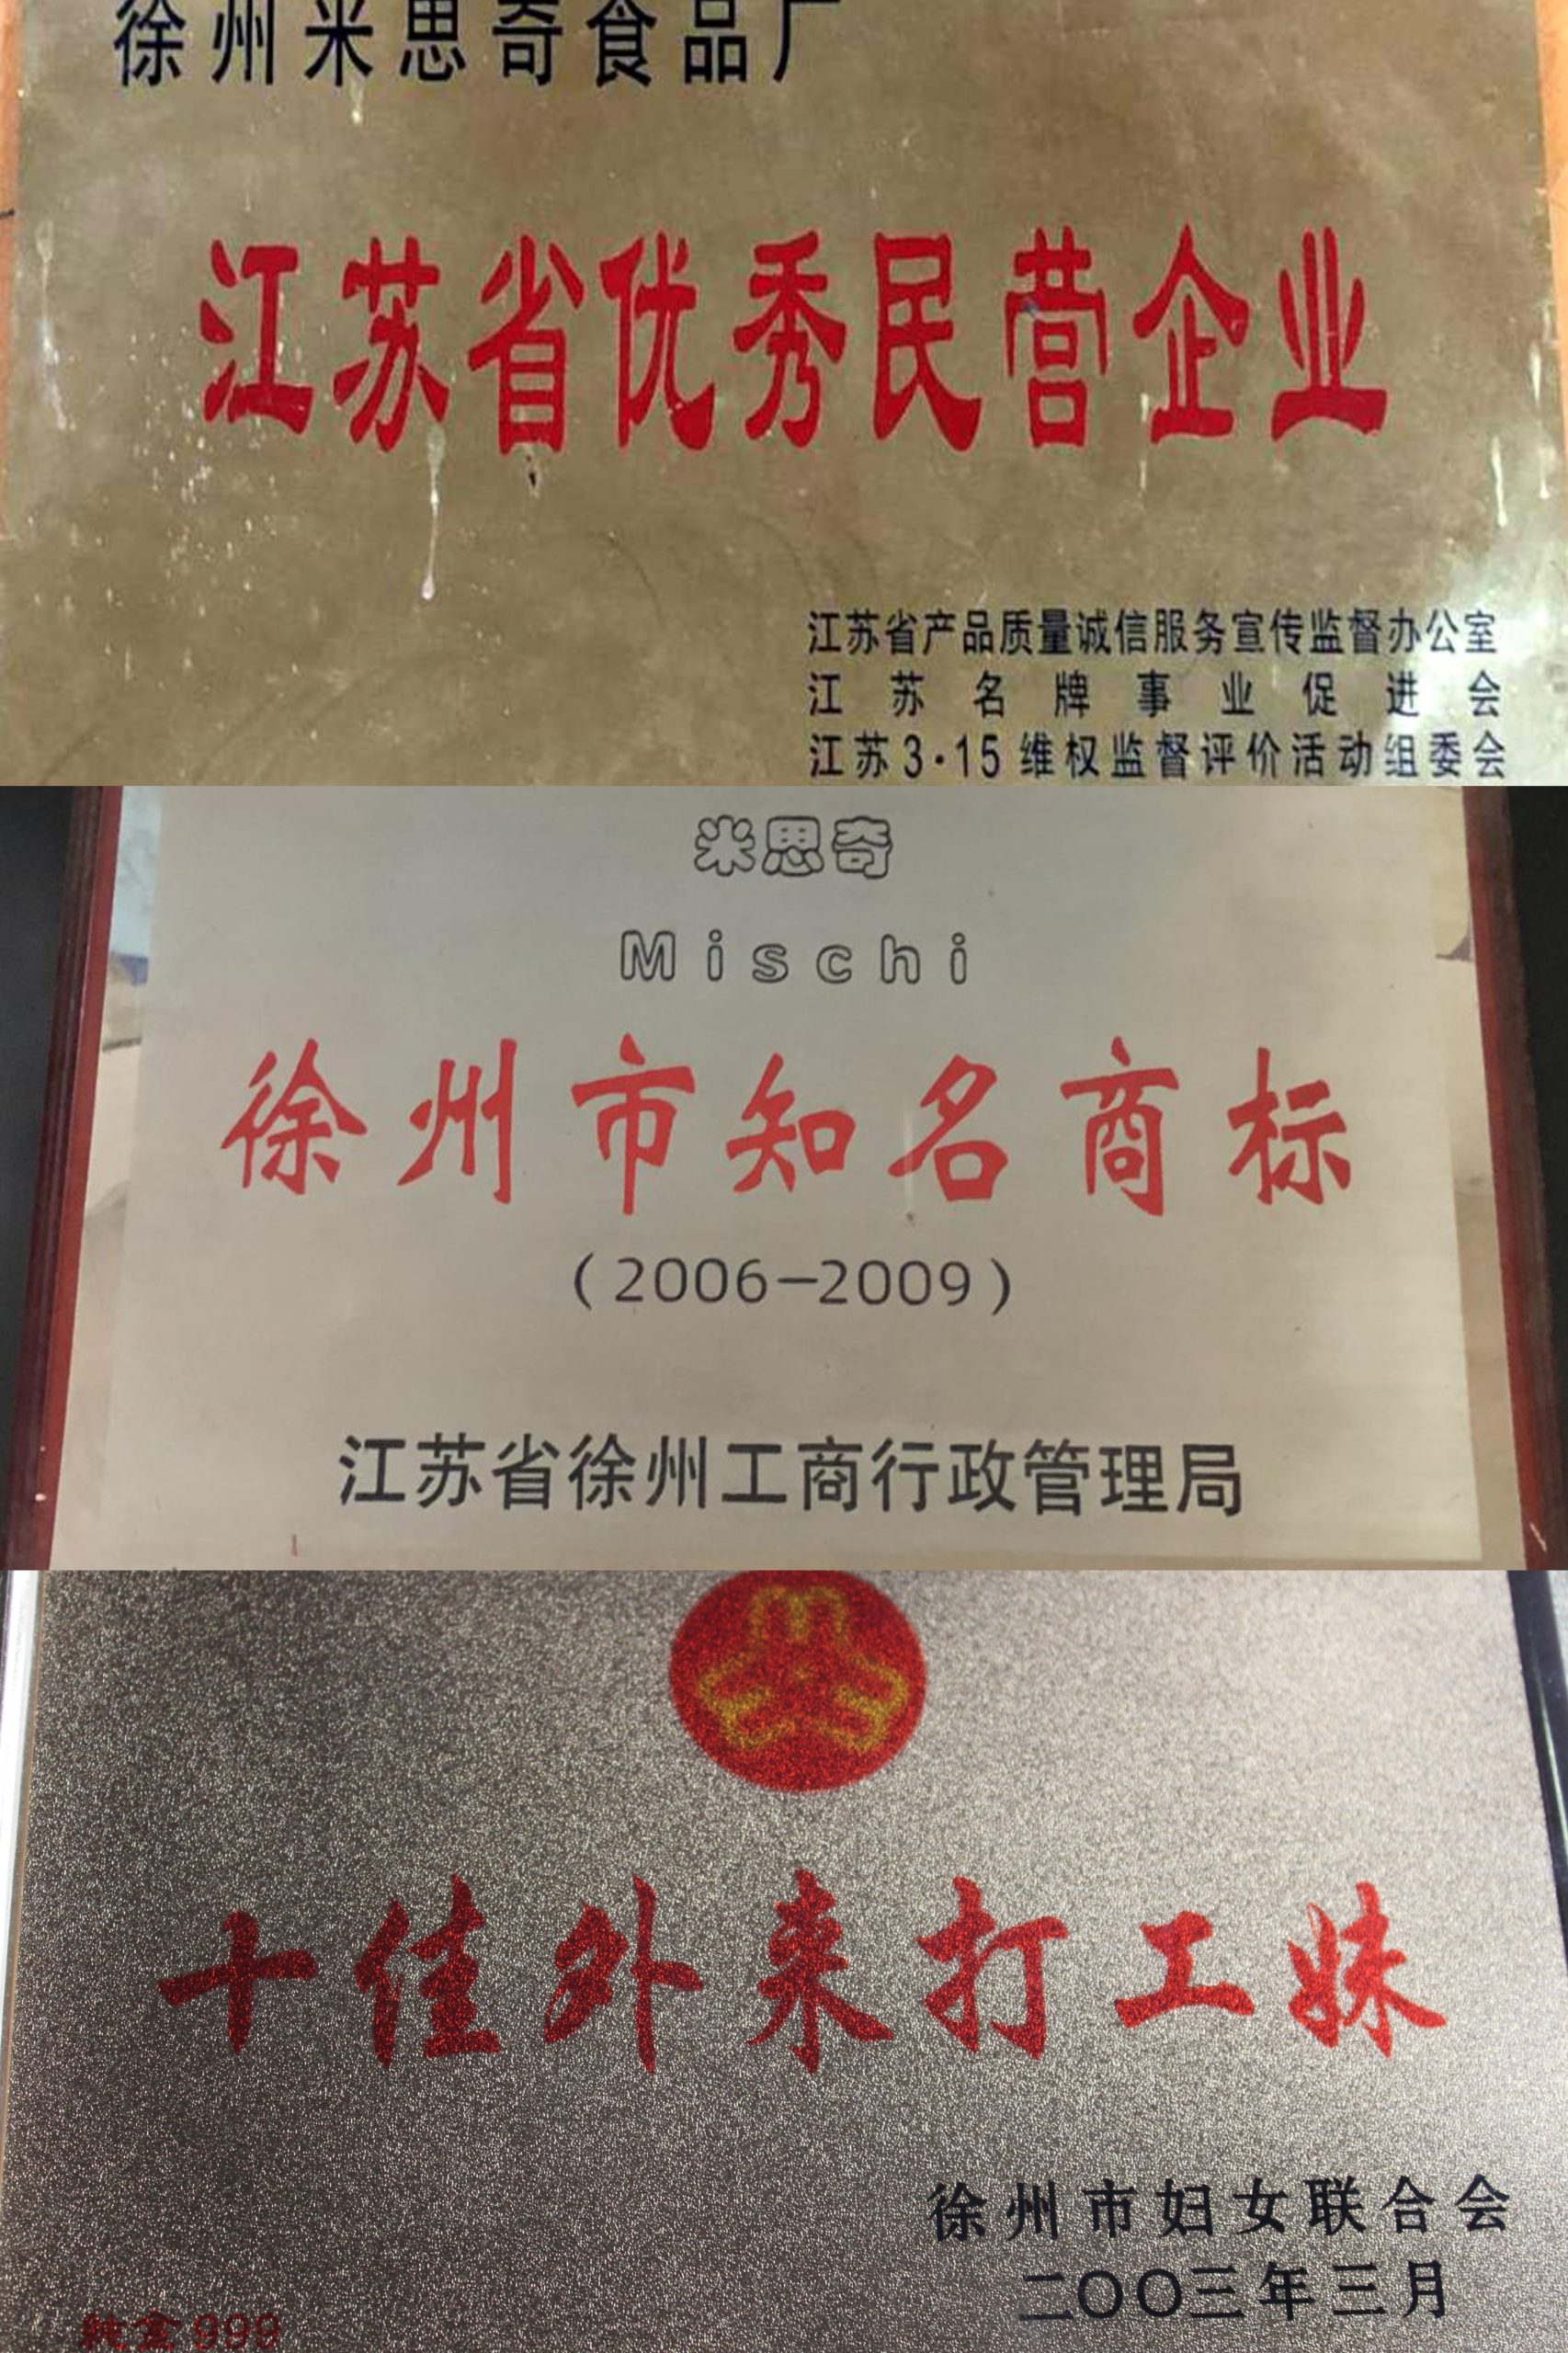 徐州米思奇食品厂
江苏省优秀民营企业
江苏省产品质量诚信服务宣传监督办公室
江苏名牌事业促进会
江苏3·15维权监督评价活动组委会
米思奇
Mischi
徐州市知名商标
(2006—2009)
江苏省徐州工商行政管理局
十佳外来打工妹
徐州市妇女联合会
二〇〇三年三月
纯金999